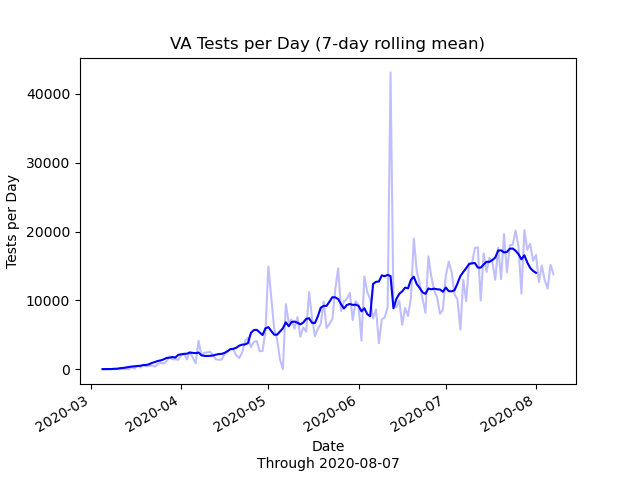 VA Tests per Day (7-day rolling mean)
40000
30000
20000
10000
0
Tests per Day
2020-03
2020-04
2020-05
2020-06
2020-07
2020-08
Date
Through 2020-08-07